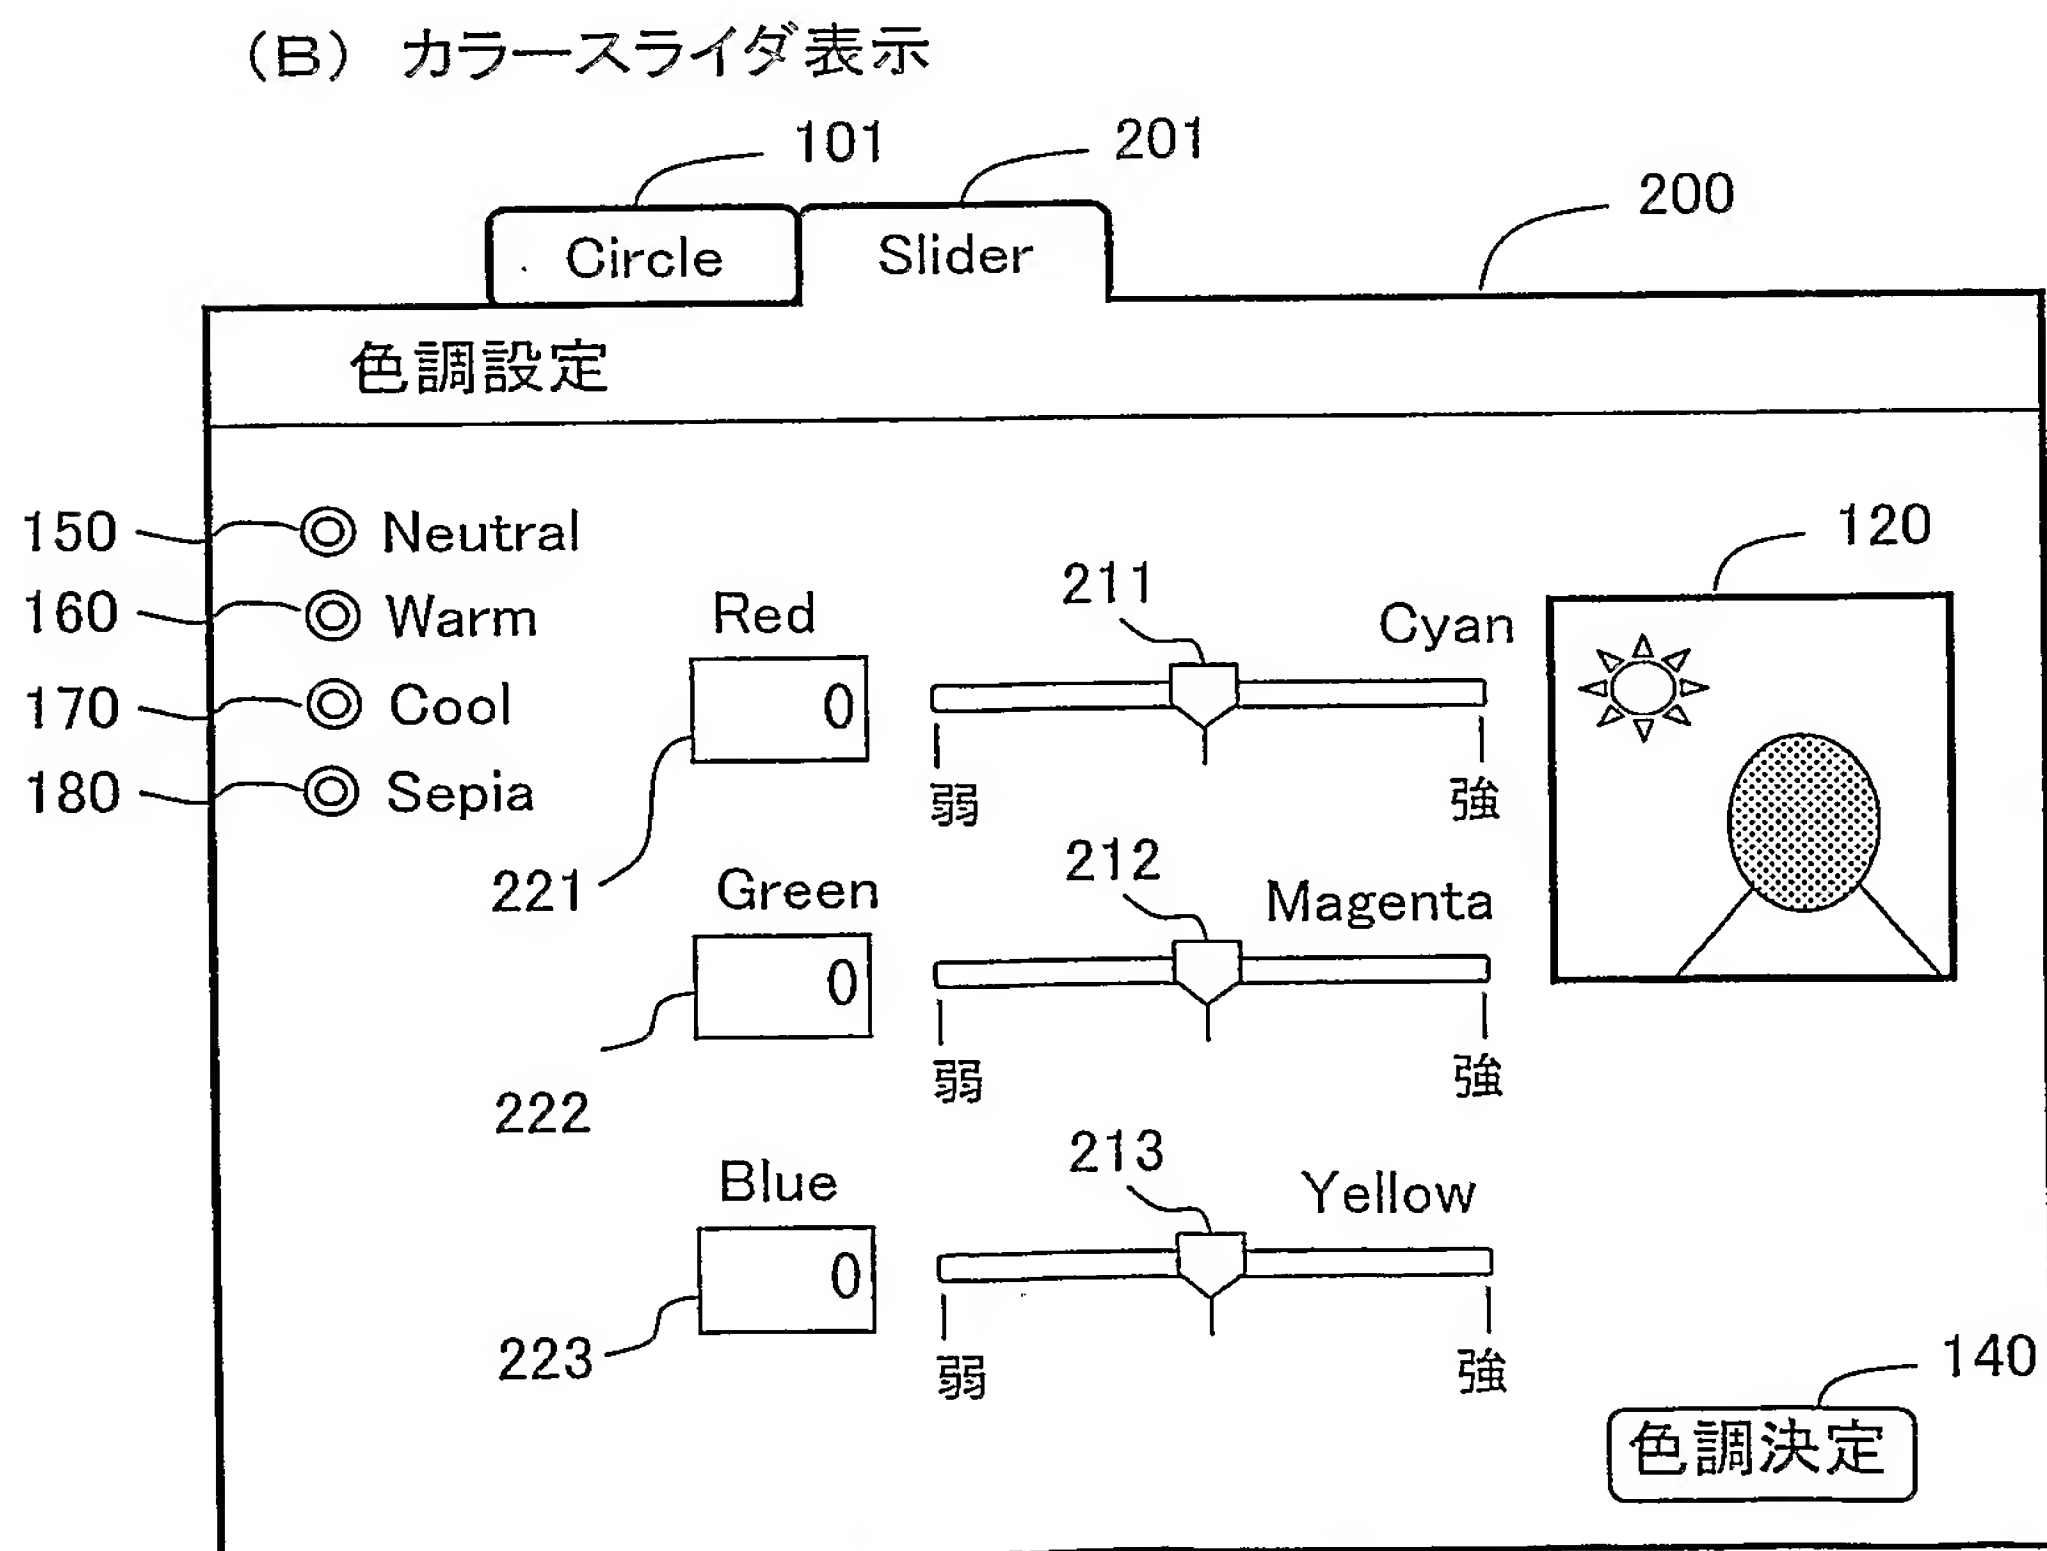 (B) カラースライダ表示
101
201
200
Circle
Slider
色調設定
150
Neutral
160
Warm
170
Cool
180
Sepia
120
Red
211
Cyan
0
弱
強
221
Green
212
Magenta
0
弱
強
222
Blue
213
Yellow
0
弱
強
223
140
色調決定